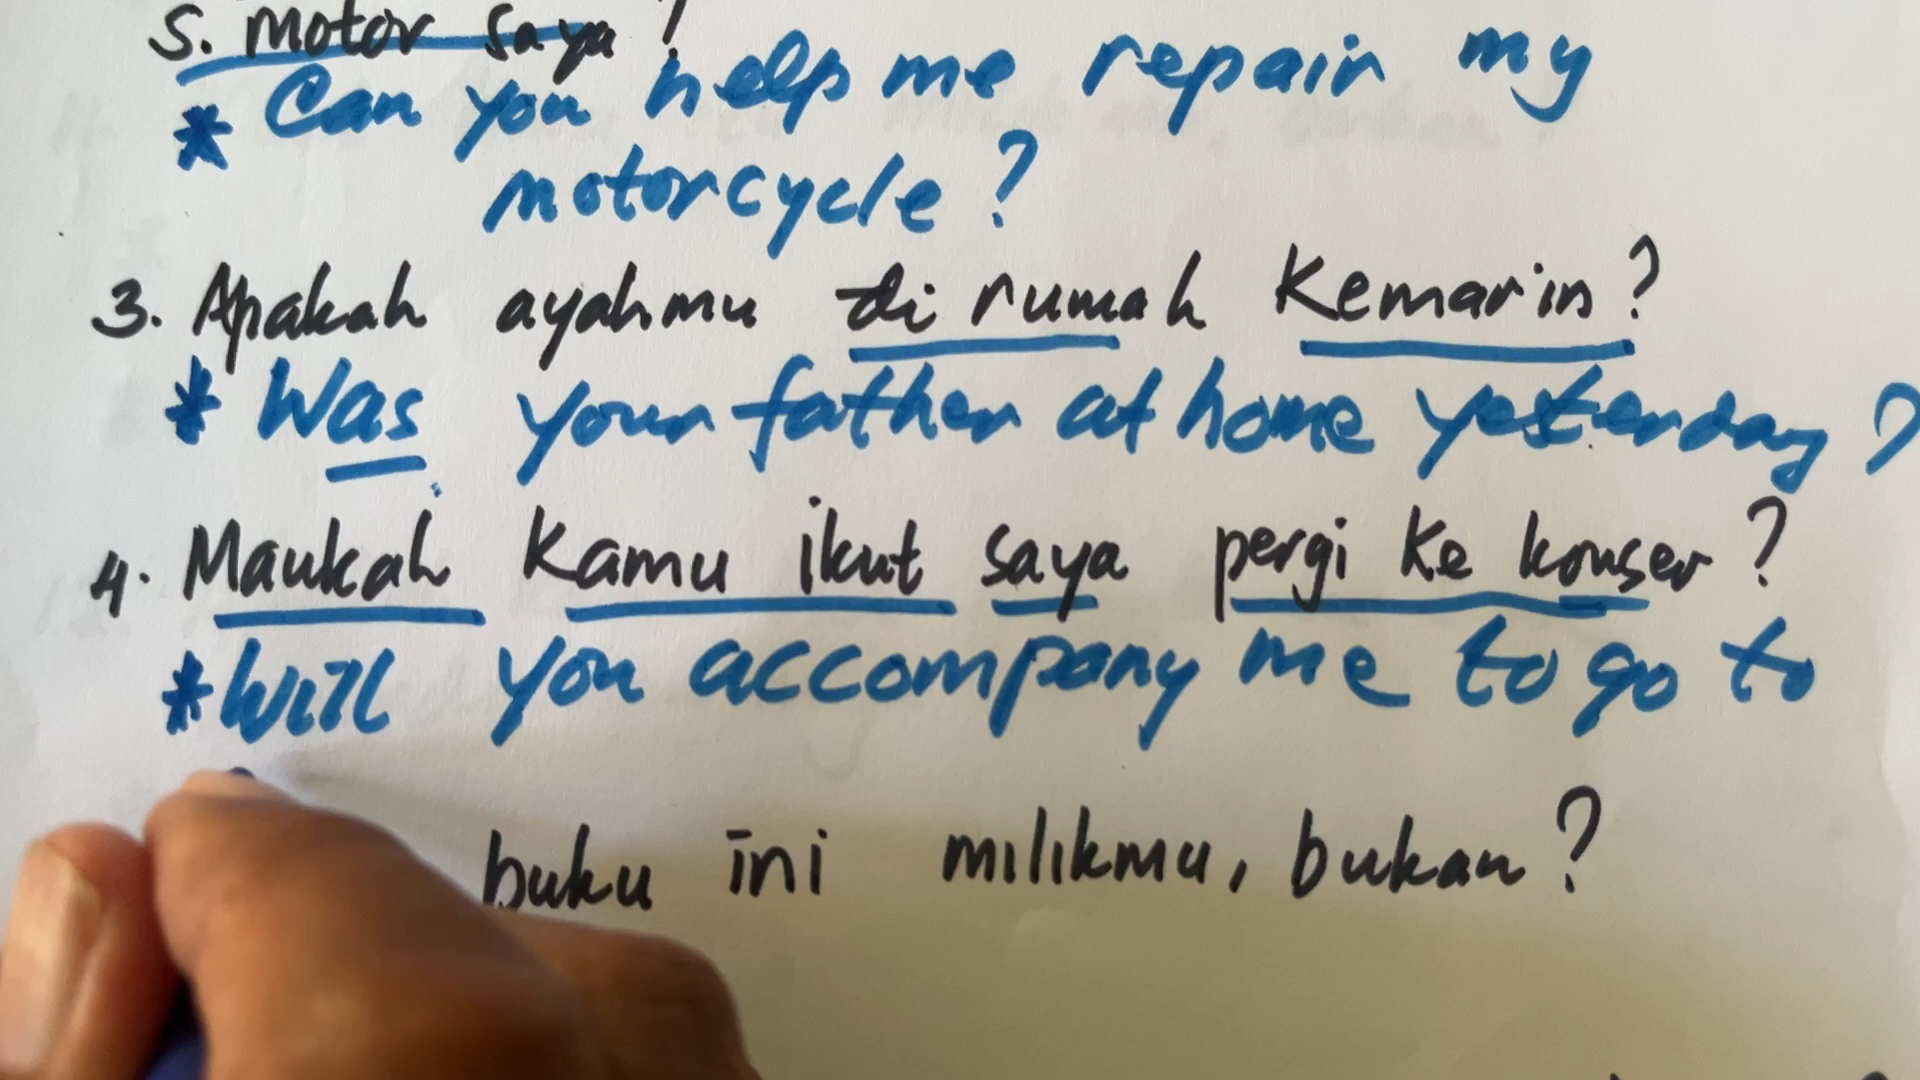 S. Motor saya ?
* Can you help me repair my
motorcycle ?
3. Apakah ayahmu di rumah Kemarin ?
* Was your father at home yesterday ?
4. Maukah Kamu ikut saya pergi ke konser ?
* Will you accompany me to go to
buku ini milikmu, bukan ?